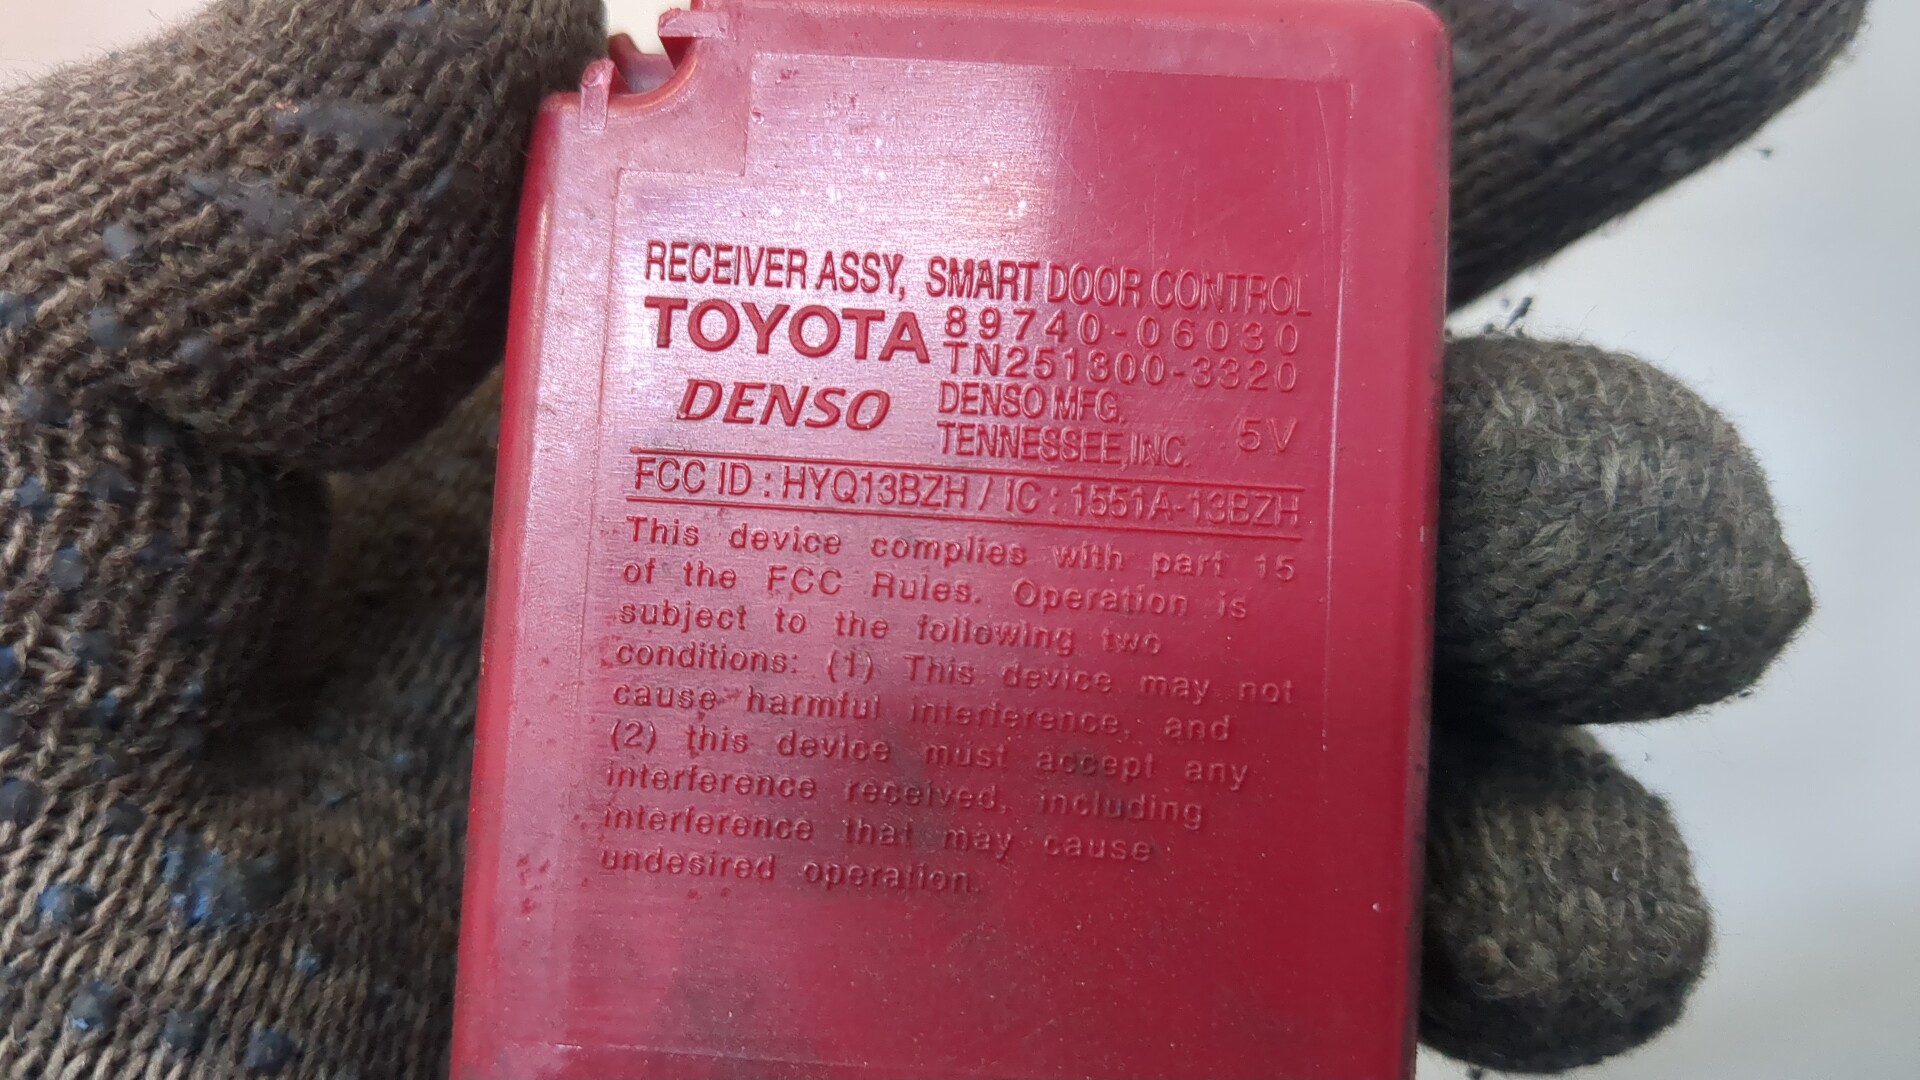 RECEIVER ASSY, SMART DOOR CONTROL
TOYOTA 89740-06030
TN251300-3320
DENSO DENSO MFG.
TENNESSEE, INC. 5V
FCC ID : HYQ13BZH / IC : 1551A-13BZH
This device complies with part 15
of the FCC Rules. Operation is
subject to the following two
conditions: (1) This device may not
cause harmful interference, and
(2) this device must accept any
interference received, including
interference that may cause
undesired operation.